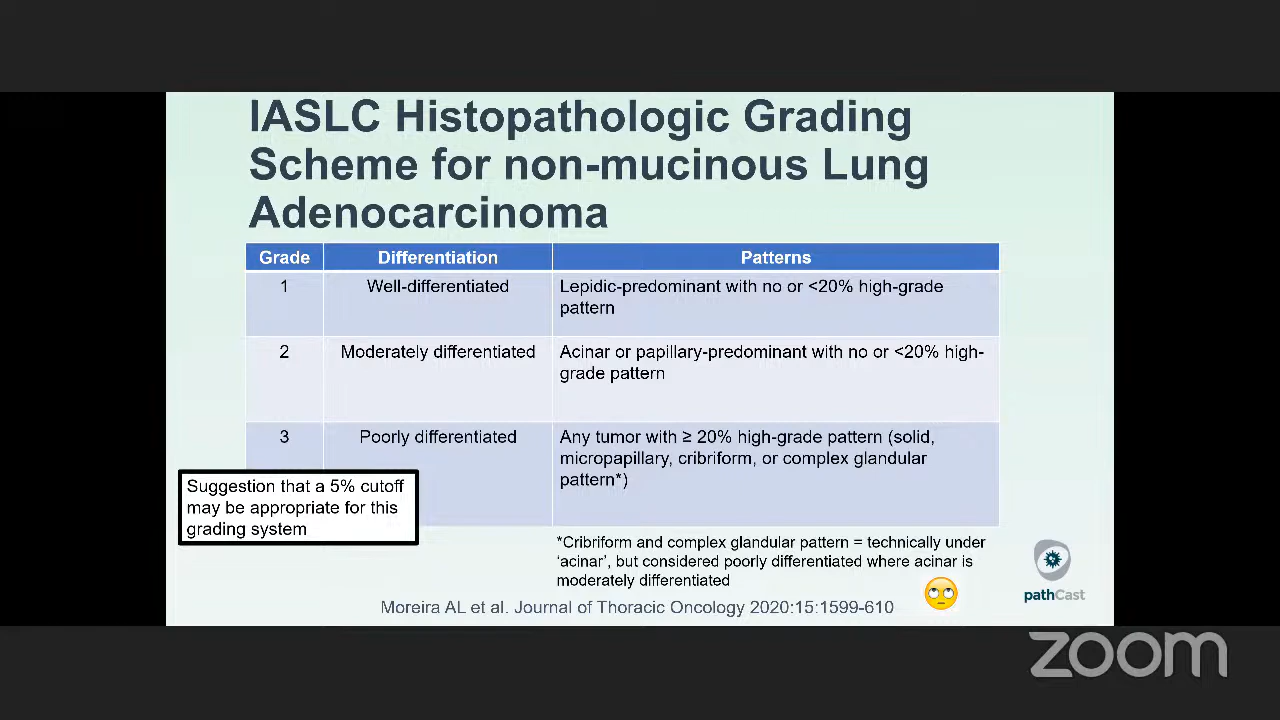 IASLC Histopathologic Grading
Scheme for non-mucinous Lung
Adenocarcinoma
Grade Differentiation Patterns
1 Well-differentiated Lepidic-predominant with no or <20% high-grade
pattern
2 Moderately differentiated Acinar or papillary-predominant with no or <20% high-
grade pattern
3 Poorly differentiated Any tumor with ≥ 20% high-grade pattern (solid,
micropapillary, cribriform, or complex glandular
pattern*)
Suggestion that a 5% cutoff
may be appropriate for this
grading system
*Cribriform and complex glandular pattern = technically under
‘acinar’, but considered poorly differentiated where acinar is
moderately differentiated
Moreira AL et al. Journal of Thoracic Oncology 2020:15:1599-610
pathCast
zoom